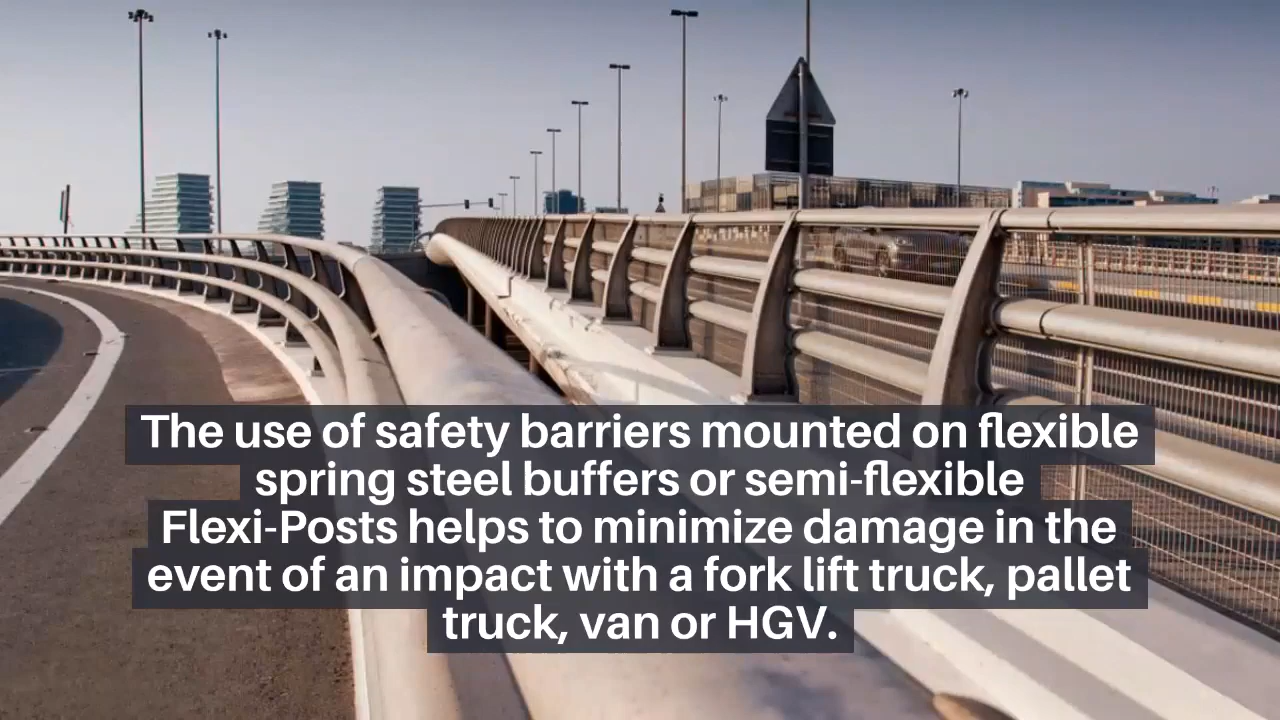 The use of safety barriers mounted on flexible
spring steel buffers or semi-flexible
Flexi-Posts helps to minimize damage in the
event of an impact with a fork lift truck, pallet
truck, van or HGV.